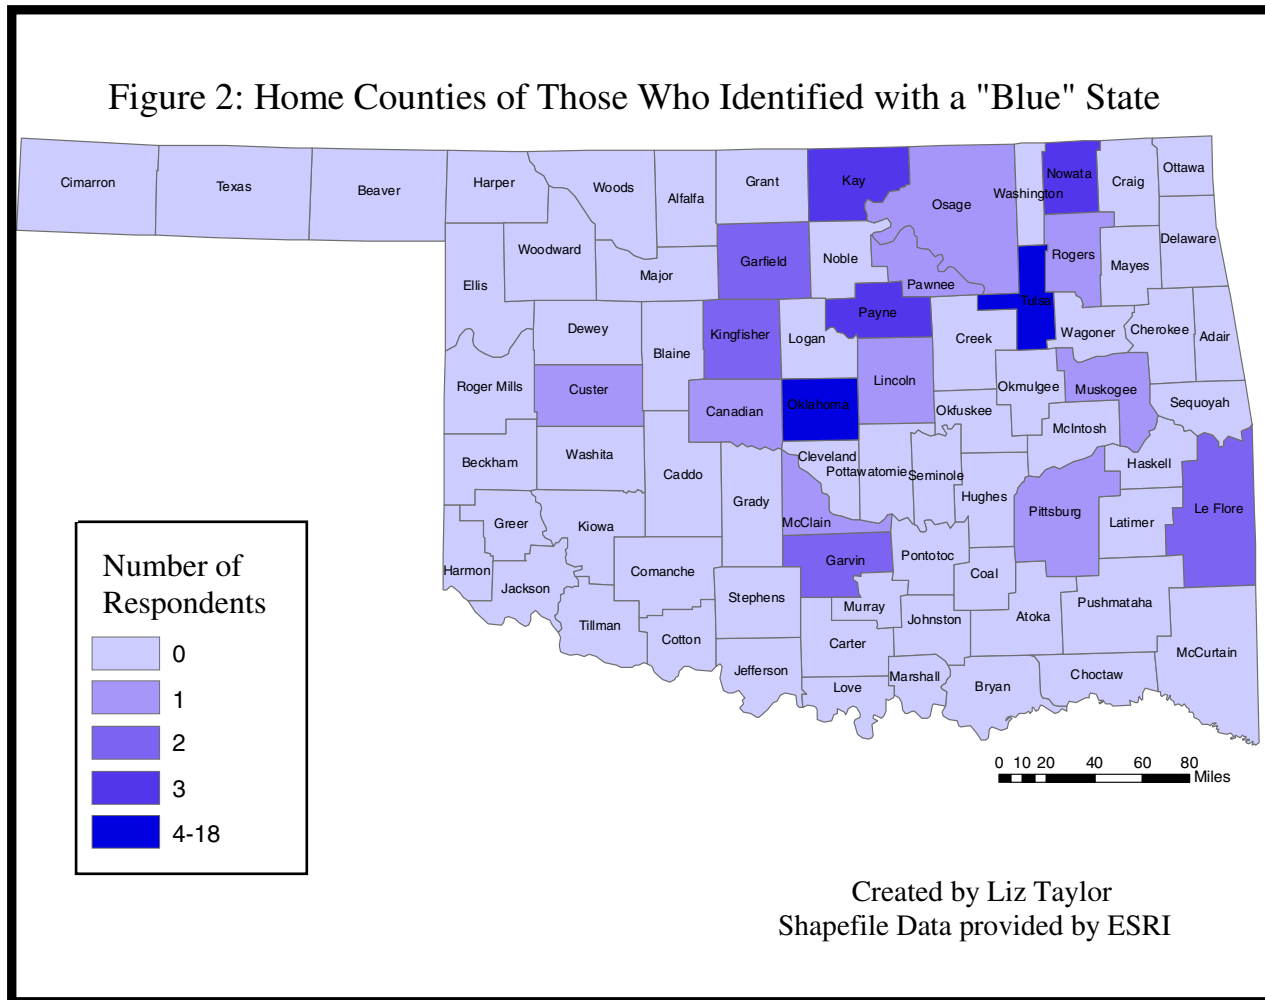 Figure 2: Home Counties of Those Who Identified with a "Blue" State
Cimarron
Texas
Beaver
Harper
Woods
Alfalfa
Grant
Kay
Osage
Washington
Nowata
Craig
Ottawa
Woodward
Ellis
Major
Garfield
Noble
Pawnee
Rogers
Mayes
Delaware
Dewey
Blaine
Kingfisher
Logan
Payne
Creek
Tulsa
Wagoner
Cherokee
Adair
Roger Mills
Custer
Canadian
Oklahoma
Lincoln
Okfuskee
Okmulgee
Muskogee
Sequoyah
McIntosh
Beckham
Washita
Caddo
Grady
Cleveland
Pottawatomie
Seminole
Hughes
Haskell
Pittsburg
Latimer
Le Flore
Greer
Kiowa
McClain
Harmon
Jackson
Comanche
Garvin
Pontotoc
Coal
Stephens
Murray
Johnston
Atoka
Pushmataha
Tillman
Cotton
Carter
McCurtain
Jefferson
Love
Marshall
Bryan
Choctaw
Number of
Respondents
0
1
2
3
4-18
0 10 20 40 60 80
Miles
Created by Liz Taylor
Shapefile Data provided by ESRI